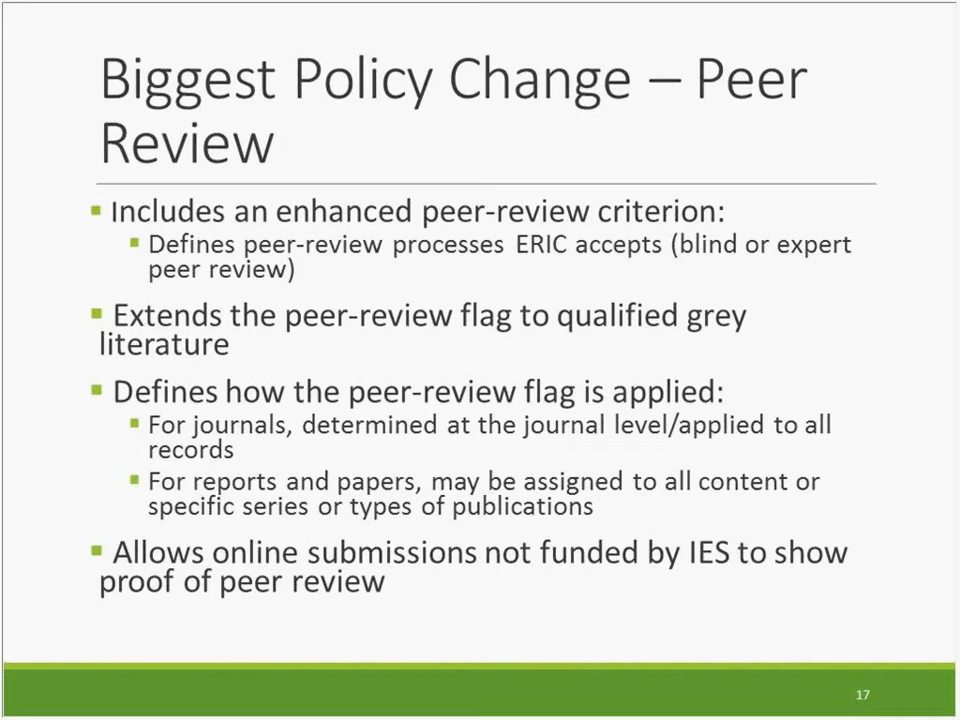 Biggest Policy Change – Peer
Review
▪ Includes an enhanced peer-review criterion:
▪ Defines peer-review processes ERIC accepts (blind or expert
peer review)
▪ Extends the peer-review flag to qualified grey
literature
▪ Defines how the peer-review flag is applied:
▪ For journals, determined at the journal level/applied to all
records
▪ For reports and papers, may be assigned to all content or
specific series or types of publications
▪ Allows online submissions not funded by IES to show
proof of peer review
17